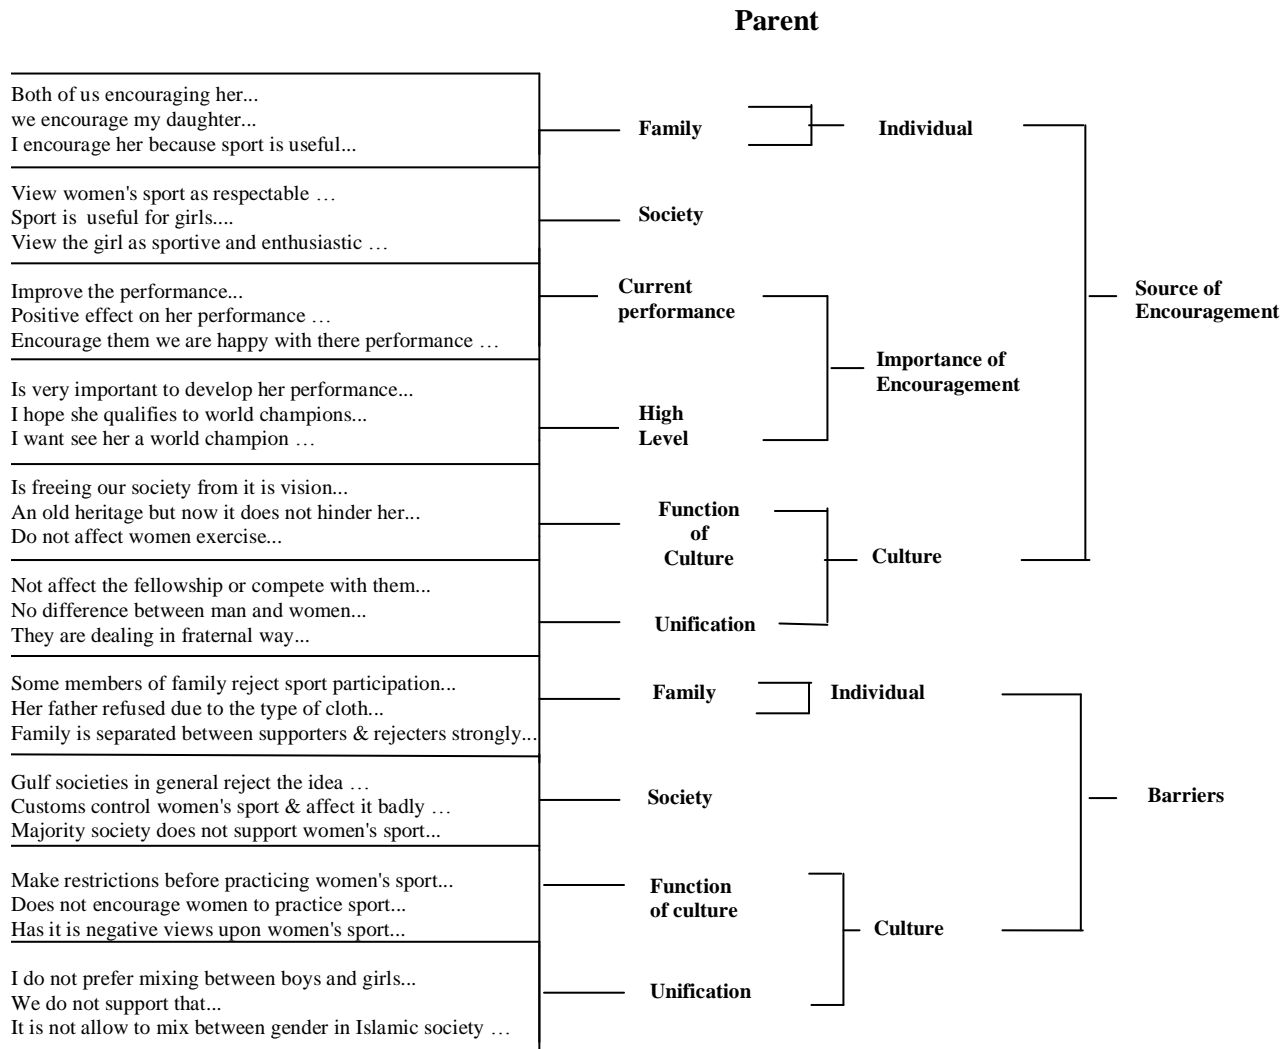 Parent
Both of us encouraging her...
we encourage my daughter...
I encourage her because sport is useful...
Family
Individual
View women's sport as respectable …
Sport is  useful for girls....
View the girl as sportive and enthusiastic …
Society
Improve the performance...
Positive effect on her performance …
Encourage them we are happy with there performance …
Current
performance
Source of
Encouragement
Importance of
Encouragement
Is very important to develop her performance...
I hope she qualifies to world champions...
I want see her a world champion …
High
Level
Is freeing our society from it is vision...
An old heritage but now it does not hinder her...
Do not affect women exercise...
Function
of
Culture
Culture
Not affect the fellowship or compete with them...
No difference between man and women...
They are dealing in fraternal way...
Unification
Some members of family reject sport participation...
Her father refused due to the type of cloth...
Family is separated between supporters & rejecters strongly...
Family
Individual
Gulf societies in general reject the idea …
Customs control women's sport & affect it badly …
Majority society does not support women's sport...
Society
Barriers
Make restrictions before practicing women's sport...
Does not encourage women to practice sport...
Has it is negative views upon women's sport...
Function
of culture
Culture
I do not prefer mixing between boys and girls...
We do not support that...
It is not allow to mix between gender in Islamic society …
Unification